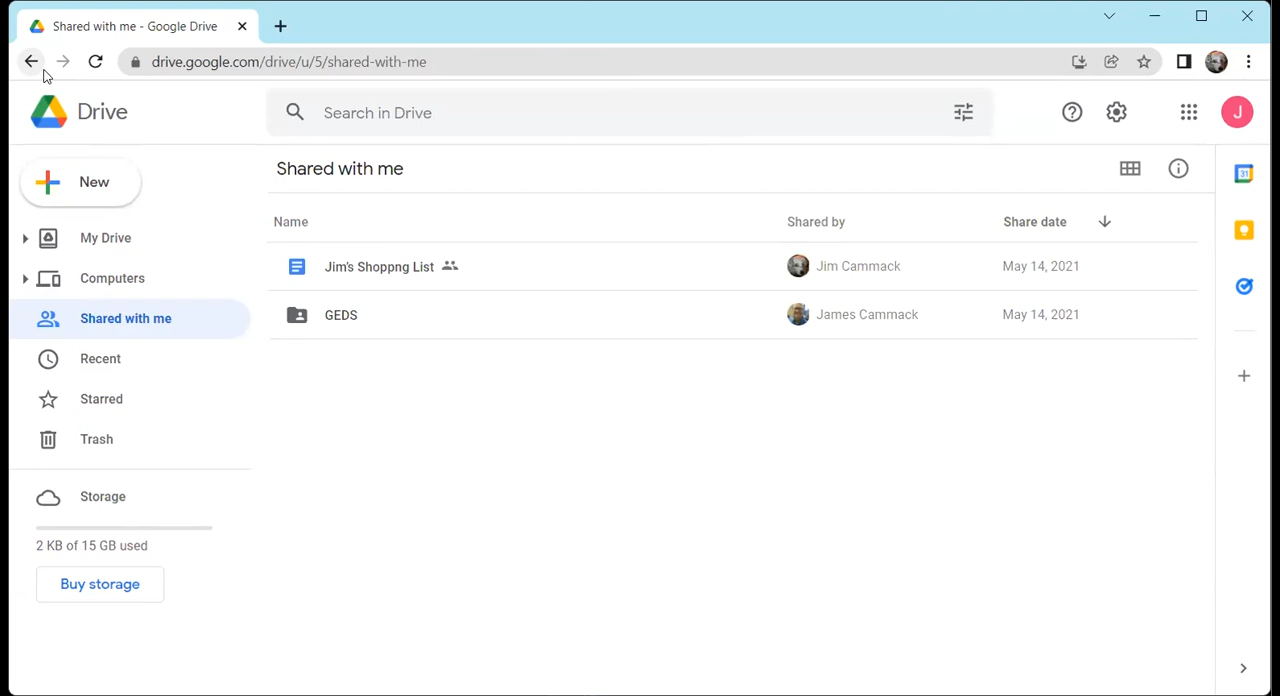 Shared with me - Google Drive
drive.google.com/drive/u/5/shared-with-me
Drive
Search in Drive
J
New
Shared with me
31
Name Shared by Share date
My Drive
Jim's Shoppng List Jim Cammack May 14, 2021
Computers
GEDS James Cammack May 14, 2021
Shared with me
Recent
Starred
Trash
Storage
2 KB of 15 GB used
Buy storage